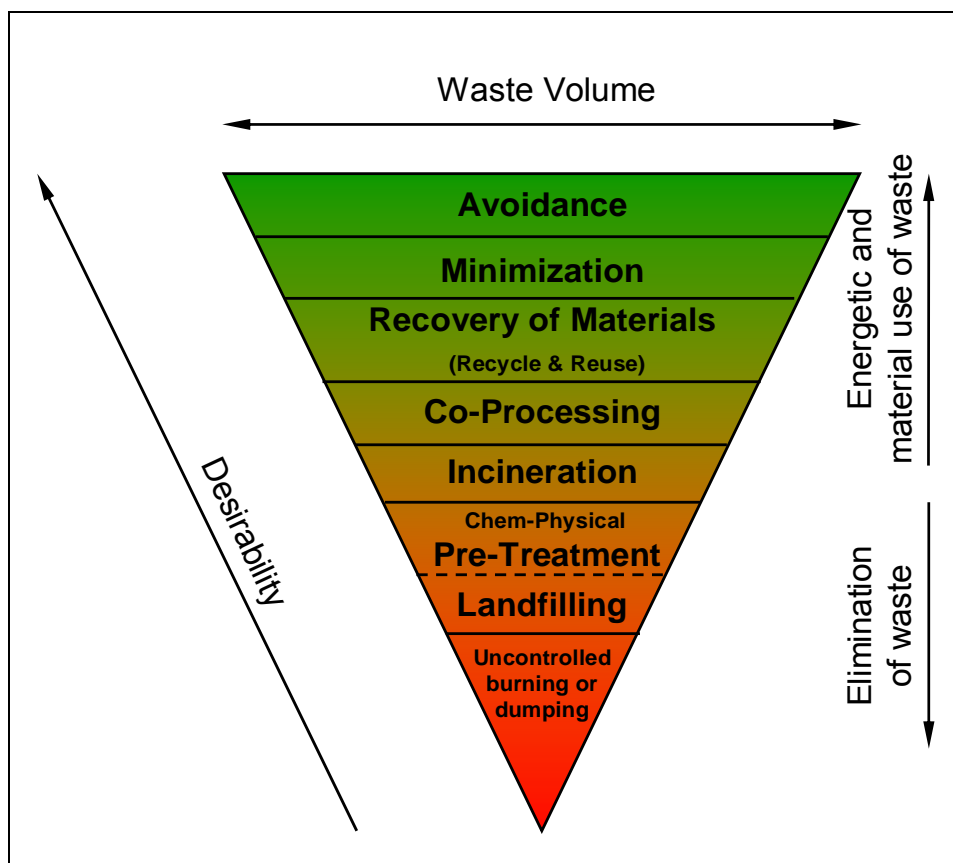 Waste Volume
Avoidance
Minimization
Recovery of Materials
(Recycle & Reuse)
Co-Processing
Incineration
Chem-Physical
Pre-Treatment
Landfilling
Uncontrolled
burning or
dumping
Desirability
Energetic and
material use of waste
Elimination
of waste